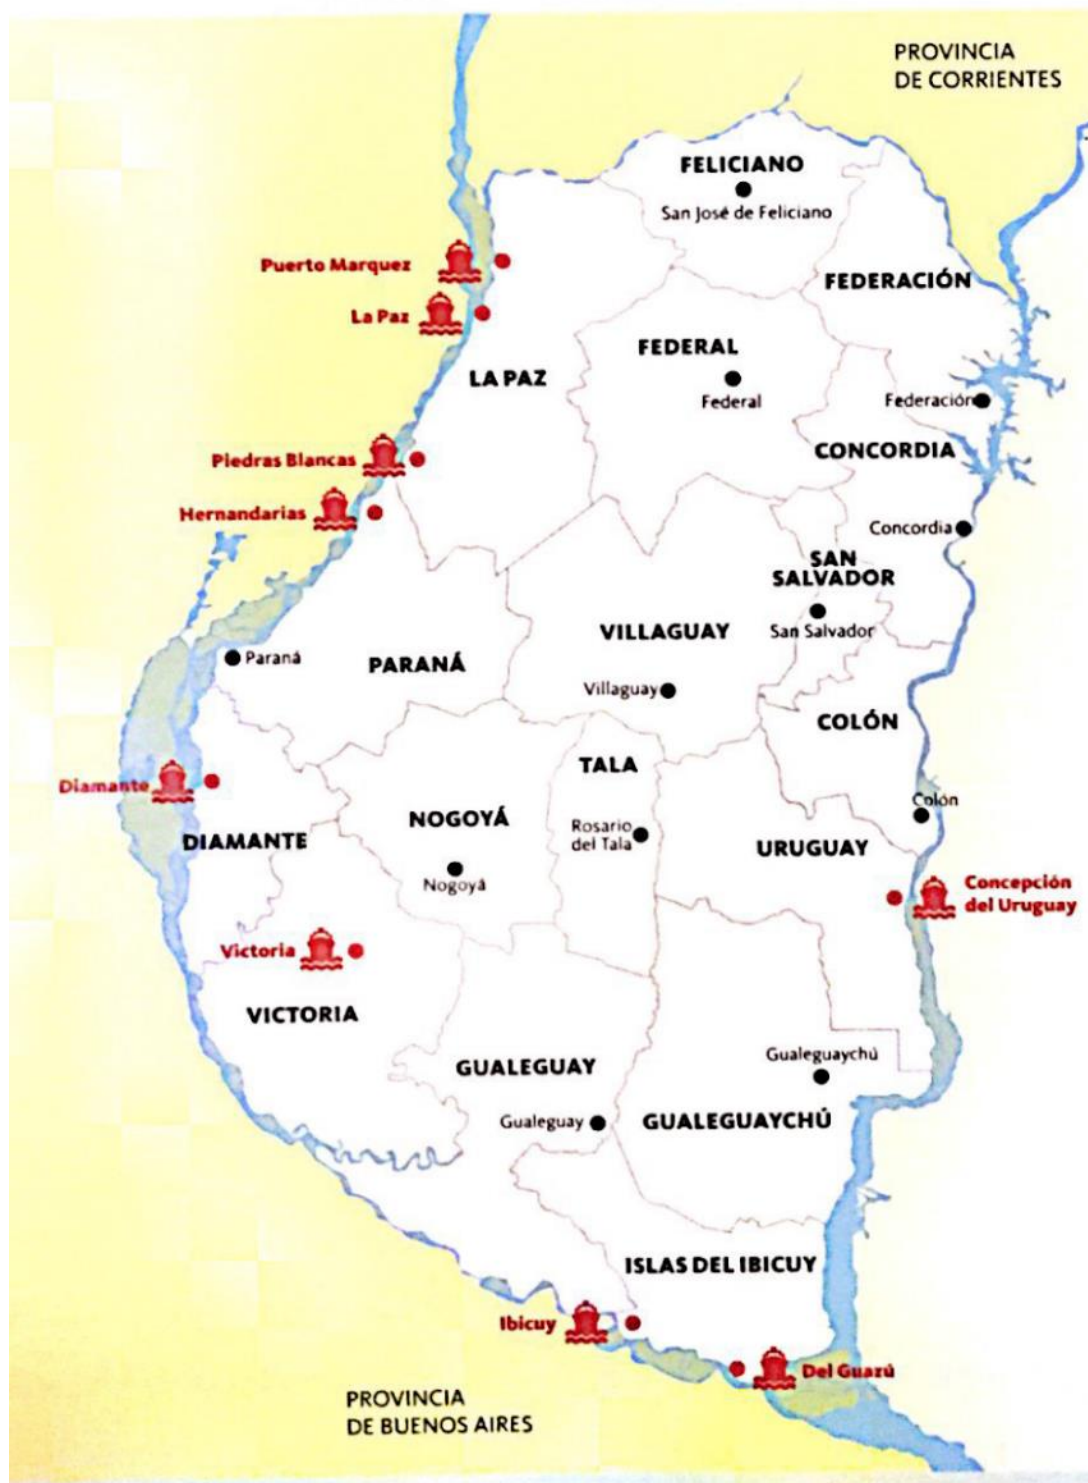 PROVINCIA
DE CORRIENTES
FELICIANO
San José de Feliciano
Puerto Marquez
FEDERACIÓN
La Paz
FEDERAL
LA PAZ
Federal
Federación
CONCORDIA
Piedras Blancas
Hernandarias
Concordia
SAN
SALVADOR
San Salvador
VILLAGUAY
Paraná
PARANÁ
Villaguay
COLÓN
TALA
Diamante
Colón
NOGOYÁ
Rosario
del Tala
DIAMANTE
URUGUAY
Nogoyá
Concepción
del Uruguay
Victoria
VICTORIA
Gualeguaychú
GUALEGUAY
Gualeguay
GUALEGUAYCHÚ
ISLAS DEL IBICUY
Ibicuy
Del Guazú
PROVINCIA
DE BUENOS AIRES